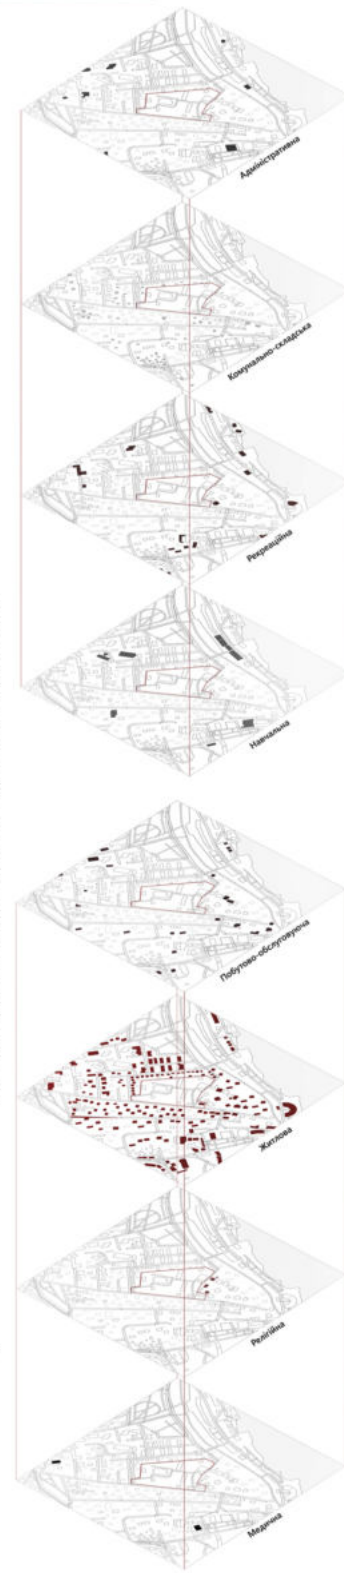 Адміністративна
Комунально-складська
Рекреаційна
Навчальна
Побутово-обслуговуюча
Житлова
Релігійна
Медична